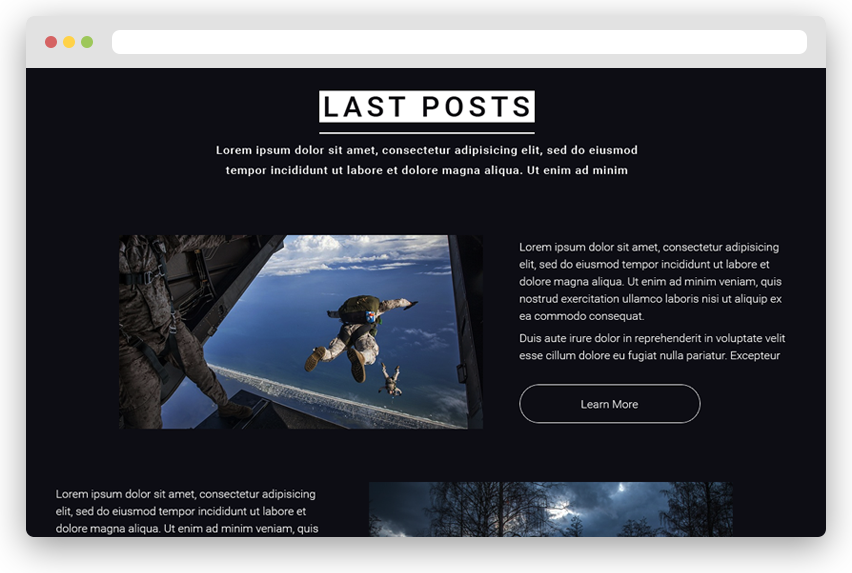 LAST POSTS
Lorem ipsum dolor sit amet, consectetur adipisicing elit, sed do eiusmod
tempor incididunt ut labore et dolore magna aliqua. Ut enim ad minim
Lorem ipsum dolor sit amet, consectetur adipisicing
elit, sed do eiusmod tempor incididunt ut labore et
dolore magna aliqua. Ut enim ad minim veniam, quis
nostrud exercitation ullamco laboris nisi ut aliquip ex
ea commodo consequat.
Duis aute irure dolor in reprehenderit in voluptate velit
esse cillum dolore eu fugiat nulla pariatur. Excepteur
Learn More
Lorem ipsum dolor sit amet, consectetur adipisicing
elit, sed do eiusmod tempor incididunt ut labore et
dolore magna aliqua. Ut enim ad minim veniam, quis